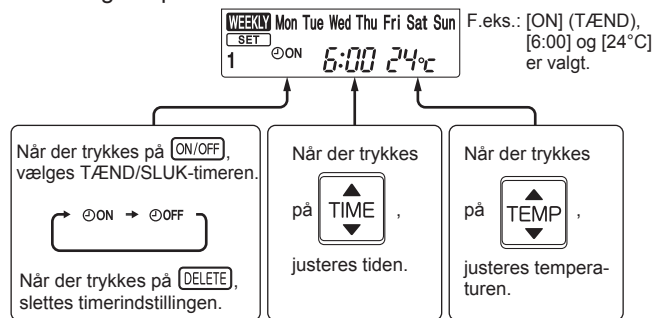 WEEKLY Mon Tue Wed Thu Fri Sat Sun
SET
1 ON 6:00 24°C
F.eks.: [ON] (TÆND),
[6:00] og [24°C]
er valgt.
Når der trykkes på ON/OFF,
vælges TÆND/SLUK-timeren.
ON → OFF
Når der trykkes på DELETE,
slettes timerindstillingen.
Når der trykkes
på TIME ,
justeres tiden.
Når der trykkes
på TEMP ,
justeres tempera-
turen.